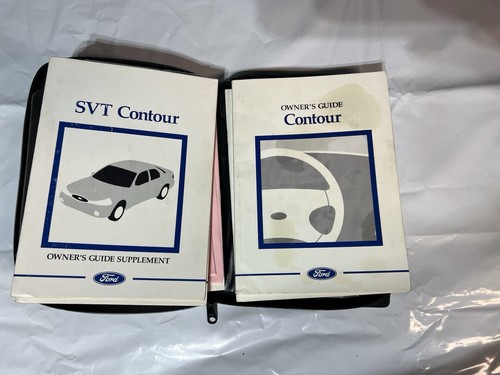 SVT Contour
OWNER'S GUIDE SUPPLEMENT
Ford
OWNER'S GUIDE
Contour
Ford